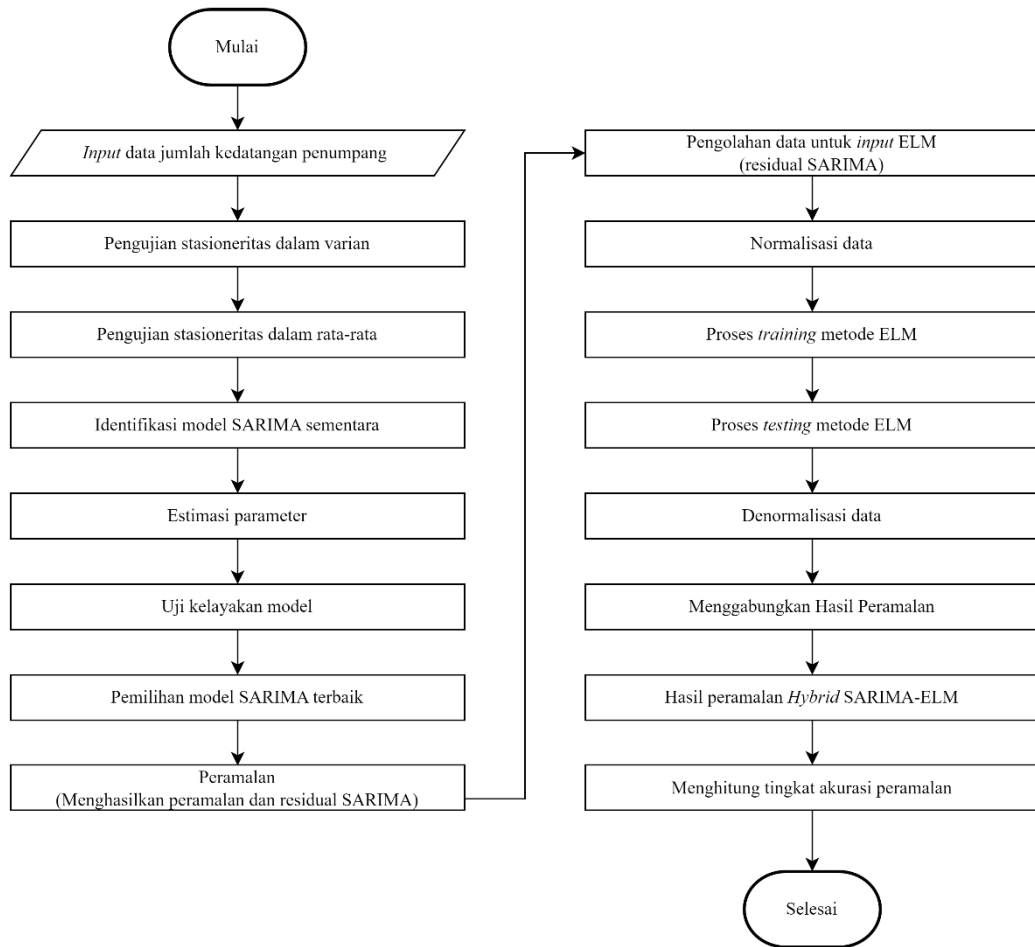 Mulai
Input data jumlah kedatangan penumpang
Pengujian stasioneritas dalam varian
Pengujian stasioneritas dalam rata-rata
Identifikasi model SARIMA sementara
Estimasi parameter
Uji kelayakan model
Pemilihan model SARIMA terbaik
Peramalan
(Menghasilkan peramalan dan residual SARIMA)
Pengolahan data untuk input ELM
(residual SARIMA)
Normalisasi data
Proses training metode ELM
Proses testing metode ELM
Denormalisasi data
Menggabungkan Hasil Peramalan
Hasil peramalan Hybrid SARIMA-ELM
Menghitung tingkat akurasi peramalan
Selesai